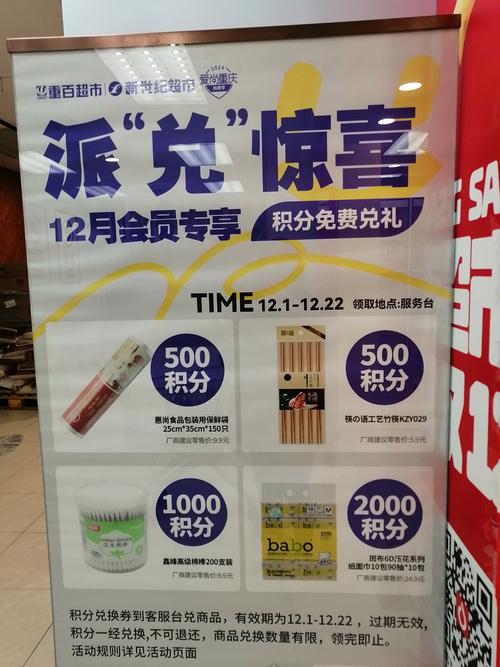 重百超市 新世纪超市 爱尚重庆
2024
派“兑”惊喜
12月会员专享 积分免费兑礼
TIME 12.1-12.22 领取地点:服务台
500
积分
惠尚食品包装用保鲜袋
25cm*35cm*150只
厂商建议零售价:9.9元
500
积分
筷の语工艺竹筷KZY029
厂商建议零售价:5.9元
1000
积分
鑫峰高级棉棒200支装
厂商建议零售价:9.9元
babo
2000
积分
斑布6D压花系列
纸面巾10包90抽*10包
厂商建议零售价:24.9元
积分兑换券到客服台兑商品，有效期为12.1-12.22，过期无效,
积分一经兑换,不可退还，商品兑换数量有限，领完即止。
活动规则详见活动页面
SA